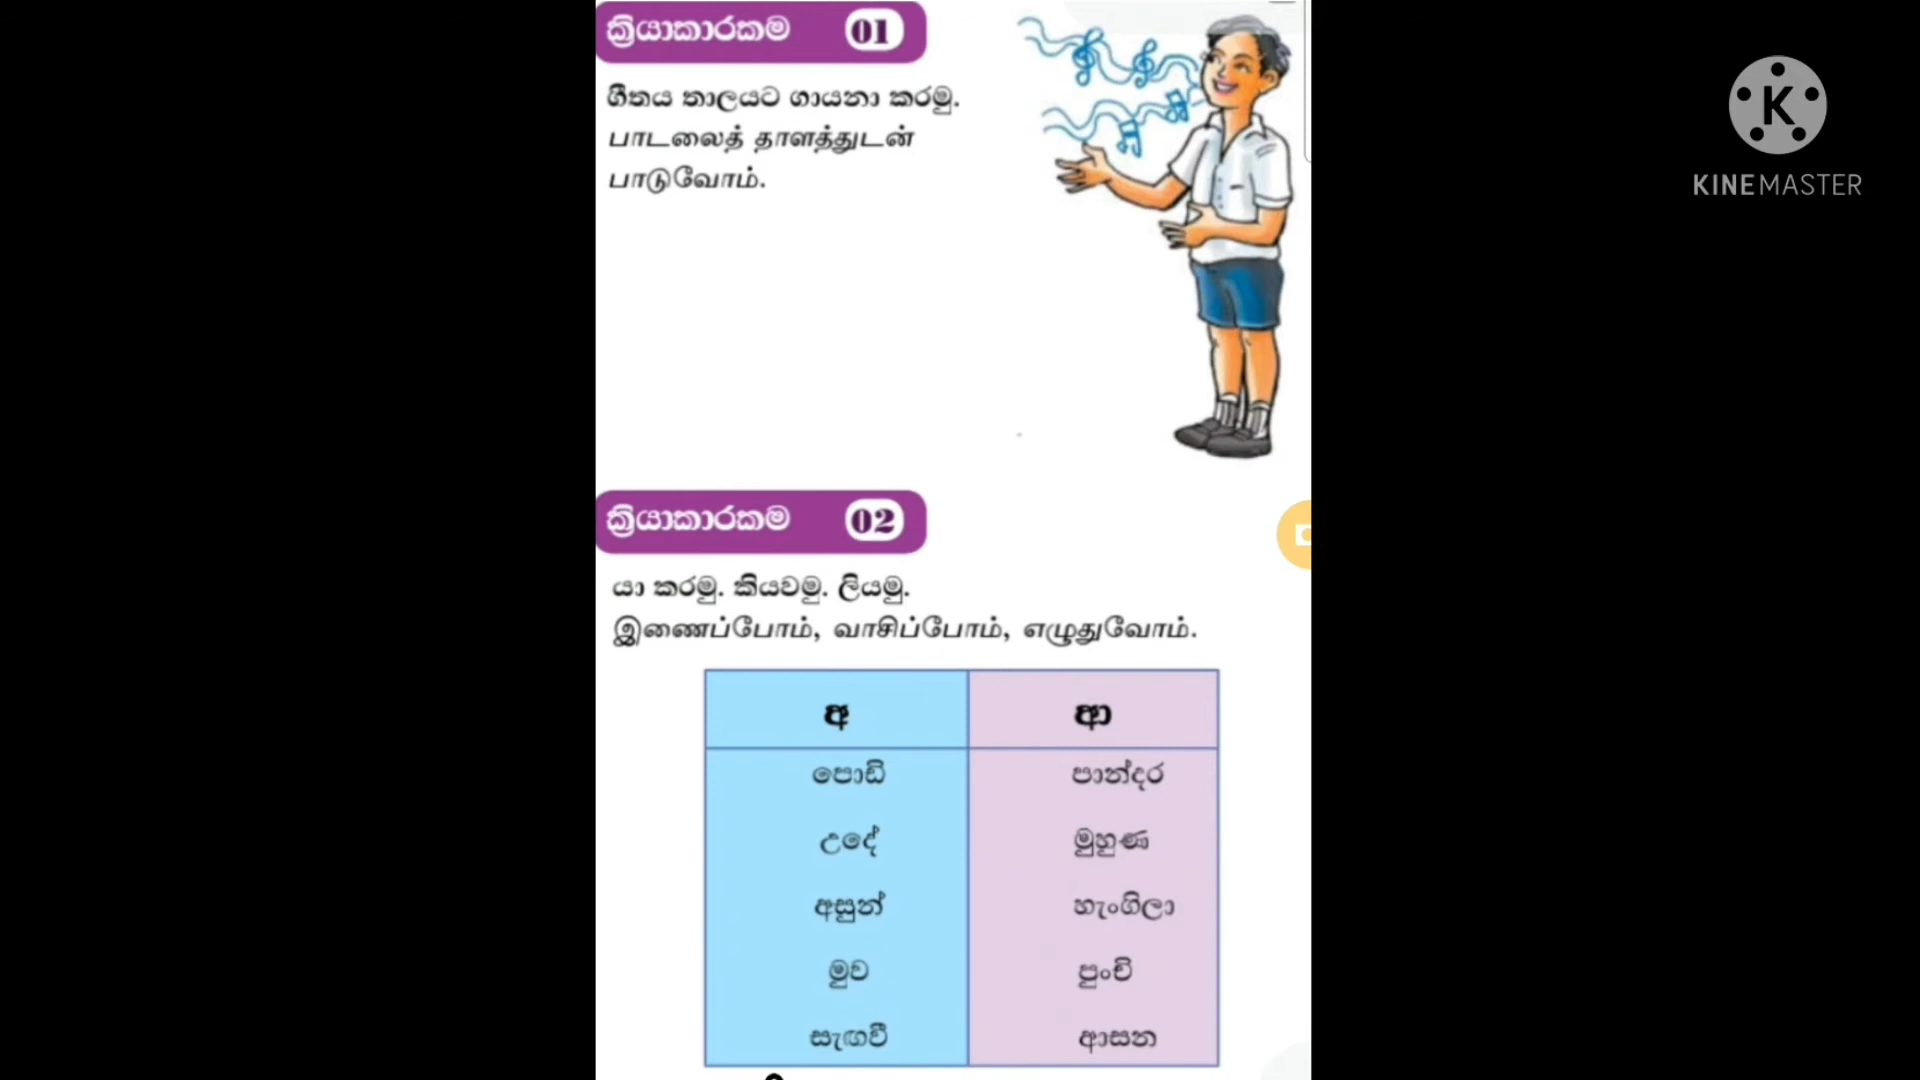 ක්‍රියාකාරකම 01
ගීතය තාලයට ගායනා කරමු.
பாடலைத் தாளத்துடன்
பாடுவோம்.
KINEMASTER
ක්‍රියාකාරකම 02
යා කරමු. කියවමු. ලියමු.
இணைப்போம், வாசிப்போம், எழுதுவோம்.
අ ආ
පොඩි පාන්දර
උදේ මුහුණ
අසුන් හැංගිලා
මුව පුංචි
සැඟවී ආසන